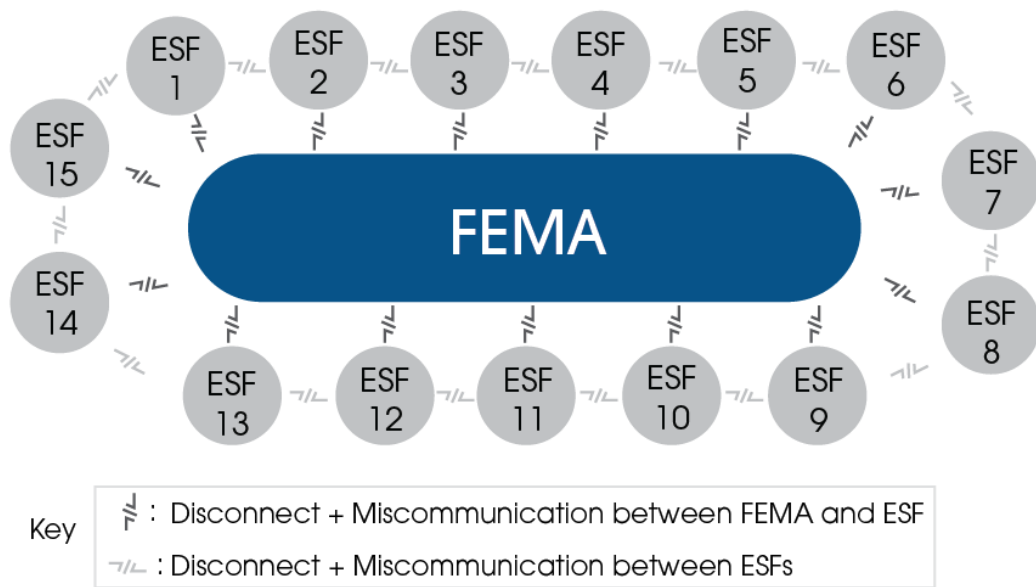 ESF
1
ESF
2
ESF
3
ESF
4
ESF
5
ESF
6
ESF
15
ESF
7
FEMA
ESF
14
ESF
8
ESF
13
ESF
12
ESF
11
ESF
10
ESF
9
Key
: Disconnect + Miscommunication between FEMA and ESF
: Disconnect + Miscommunication between ESFs